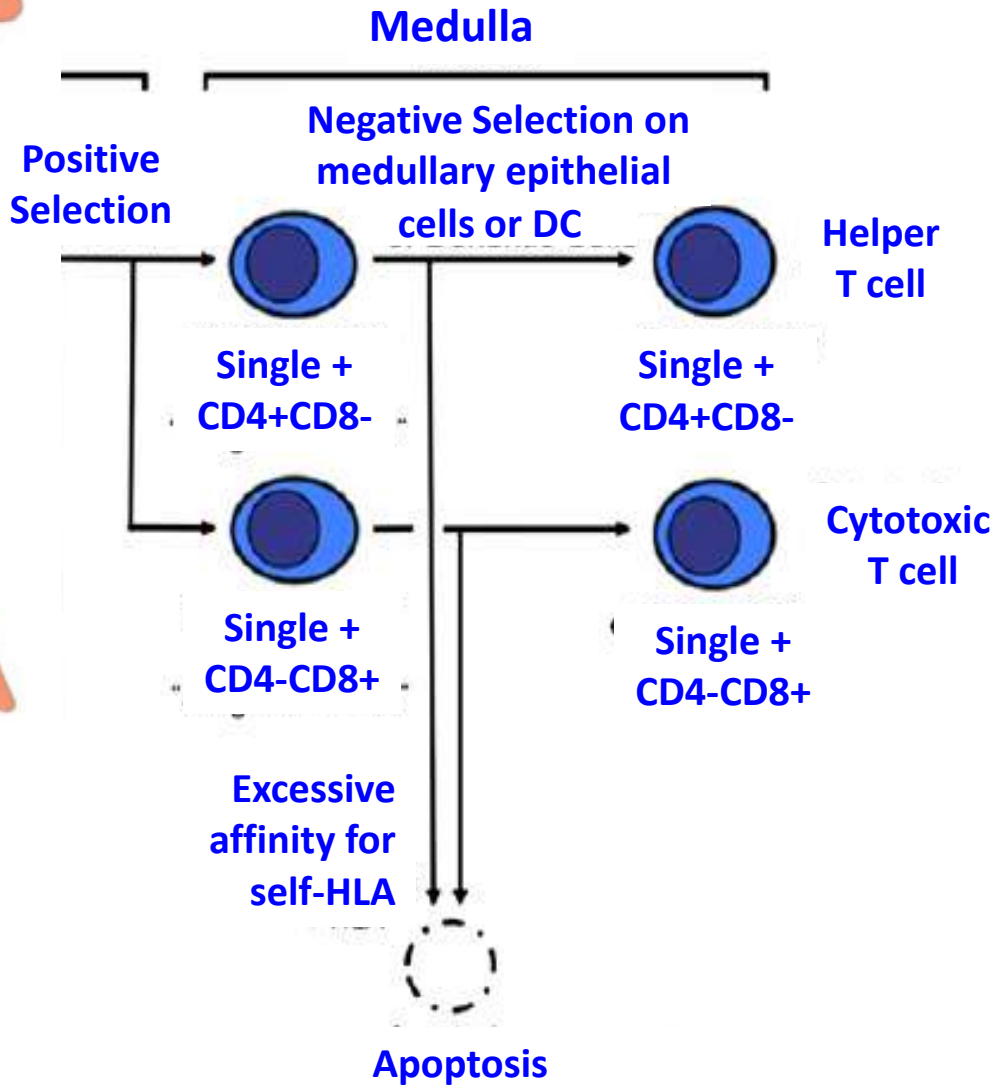 Medulla
Positive
Selection
Negative Selection on
medullary epithelial
cells or DC
Helper
T cell
Single +
CD4+CD8-
Single +
CD4+CD8-
Cytotoxic
T cell
Single +
CD4-CD8+
Single +
CD4-CD8+
Excessive
affinity for
self-HLA
Apoptosis